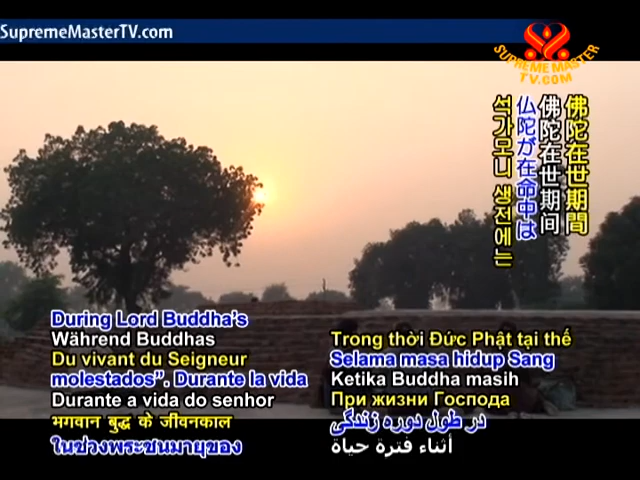 SupremeMasterTV.com
SUPREME MASTER
TV.COM
佛陀在世期間
佛陀在世期间
仏陀が在命中は
석가모니 생전에는
During Lord Buddha's
Während Buddhas
Du vivant du Seigneur
molestados”. Durante la vida
Durante a vida do senhor
भगवान बुद्ध के जीवनकाल
ในช่วงพระชนมายุของ
Trong thời Đức Phật tại thế
Selama masa hidup Sang
Ketika Buddha masih
При жизни Господа
در طول دوره زندگی
أثناء فترة حياة